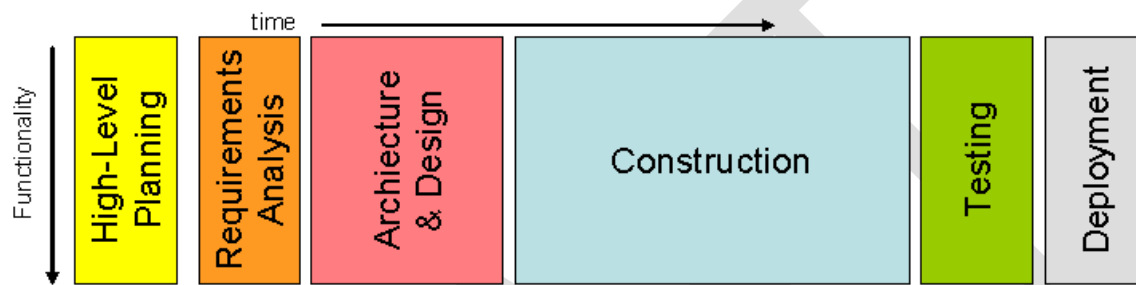 time
Functionality
High-Level
Planning
Requirements
Analysis
Archiecture
& Design
Construction
Testing
Deployment